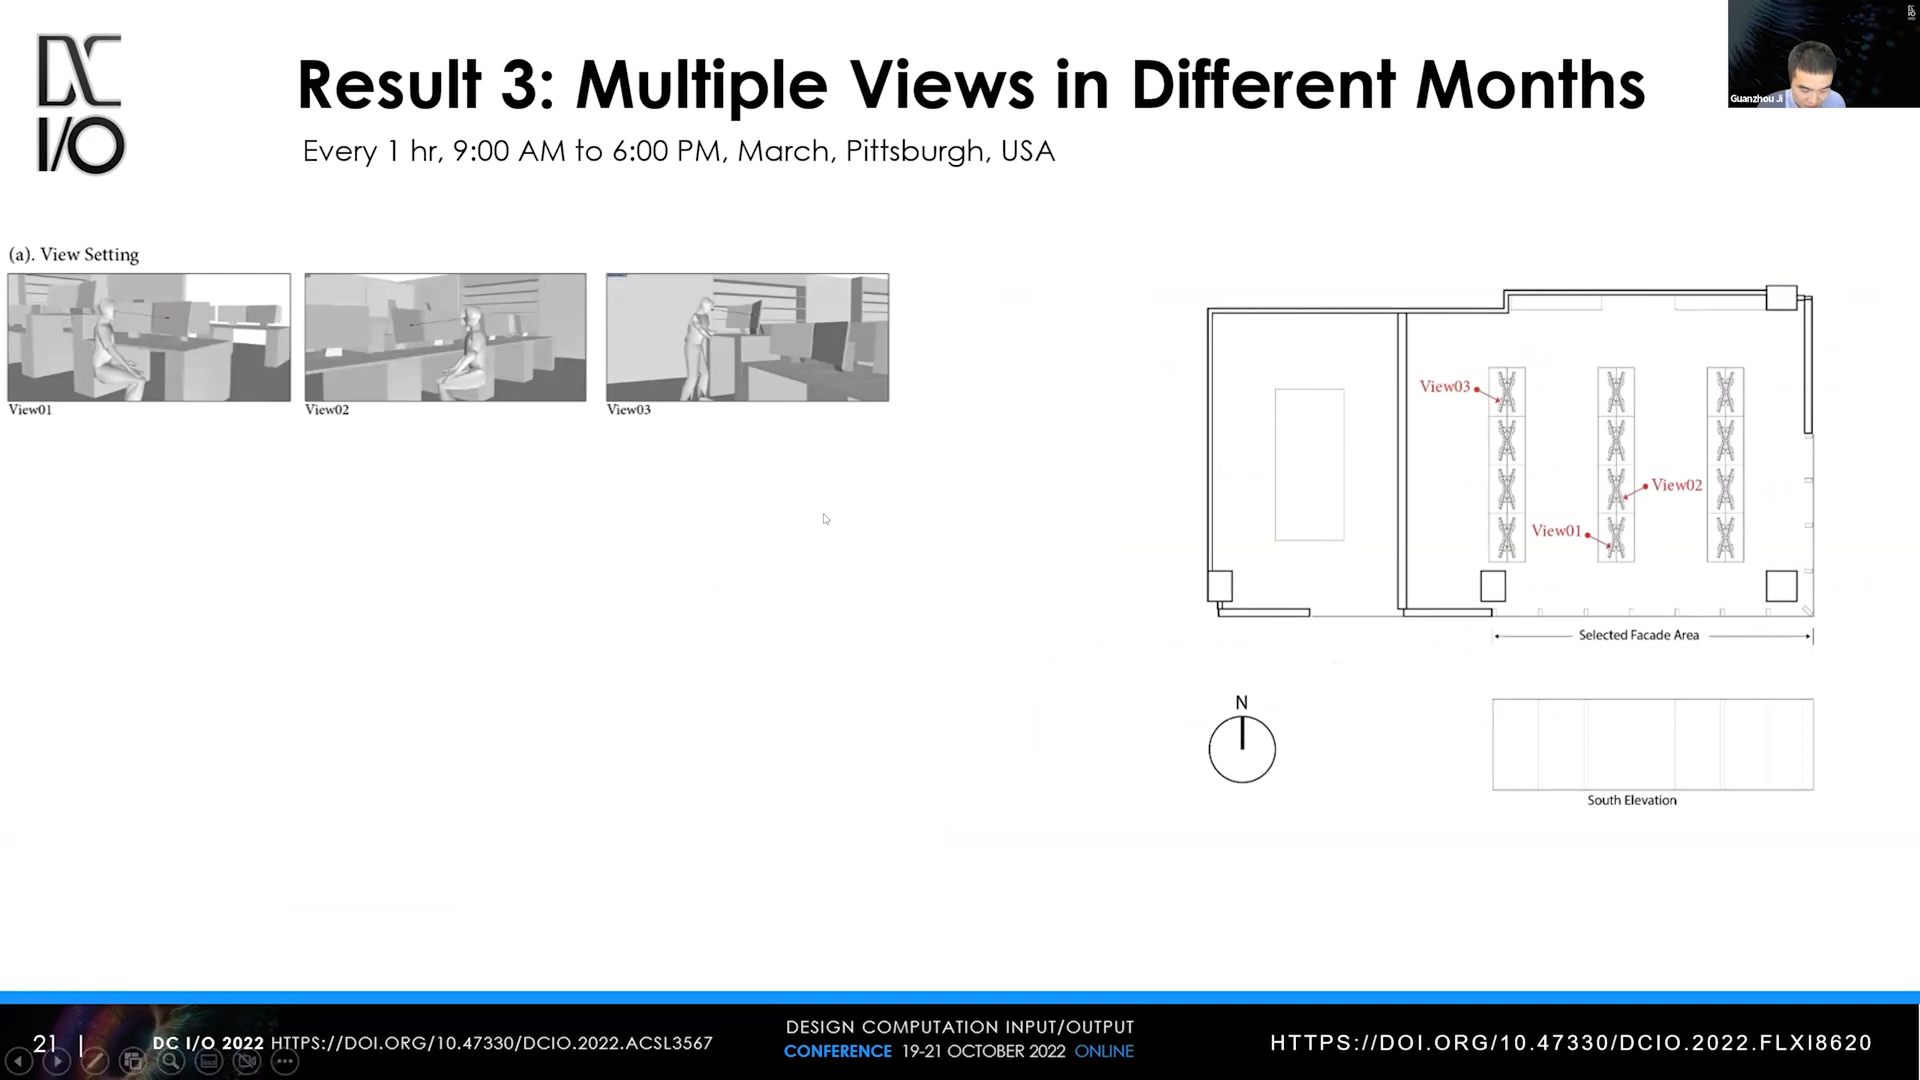 DC
I/O
Result 3: Multiple Views in Different Months
Every 1 hr, 9:00 AM to 6:00 PM, March, Pittsburgh, USA
Guanzhou Ji
(a). View Setting
View01
View02
View03
View03
View02
View01
Selected Facade Area
N
South Elevation
21 |
DC I/O 2022 HTTPS://DOI.ORG/10.47330/DCIO.2022.ACSL3567
DESIGN COMPUTATION INPUT/OUTPUT
CONFERENCE 19-21 OCTOBER 2022 ONLINE
HTTPS://DOI.ORG/10.47330/DCIO.2022.FLXI8620